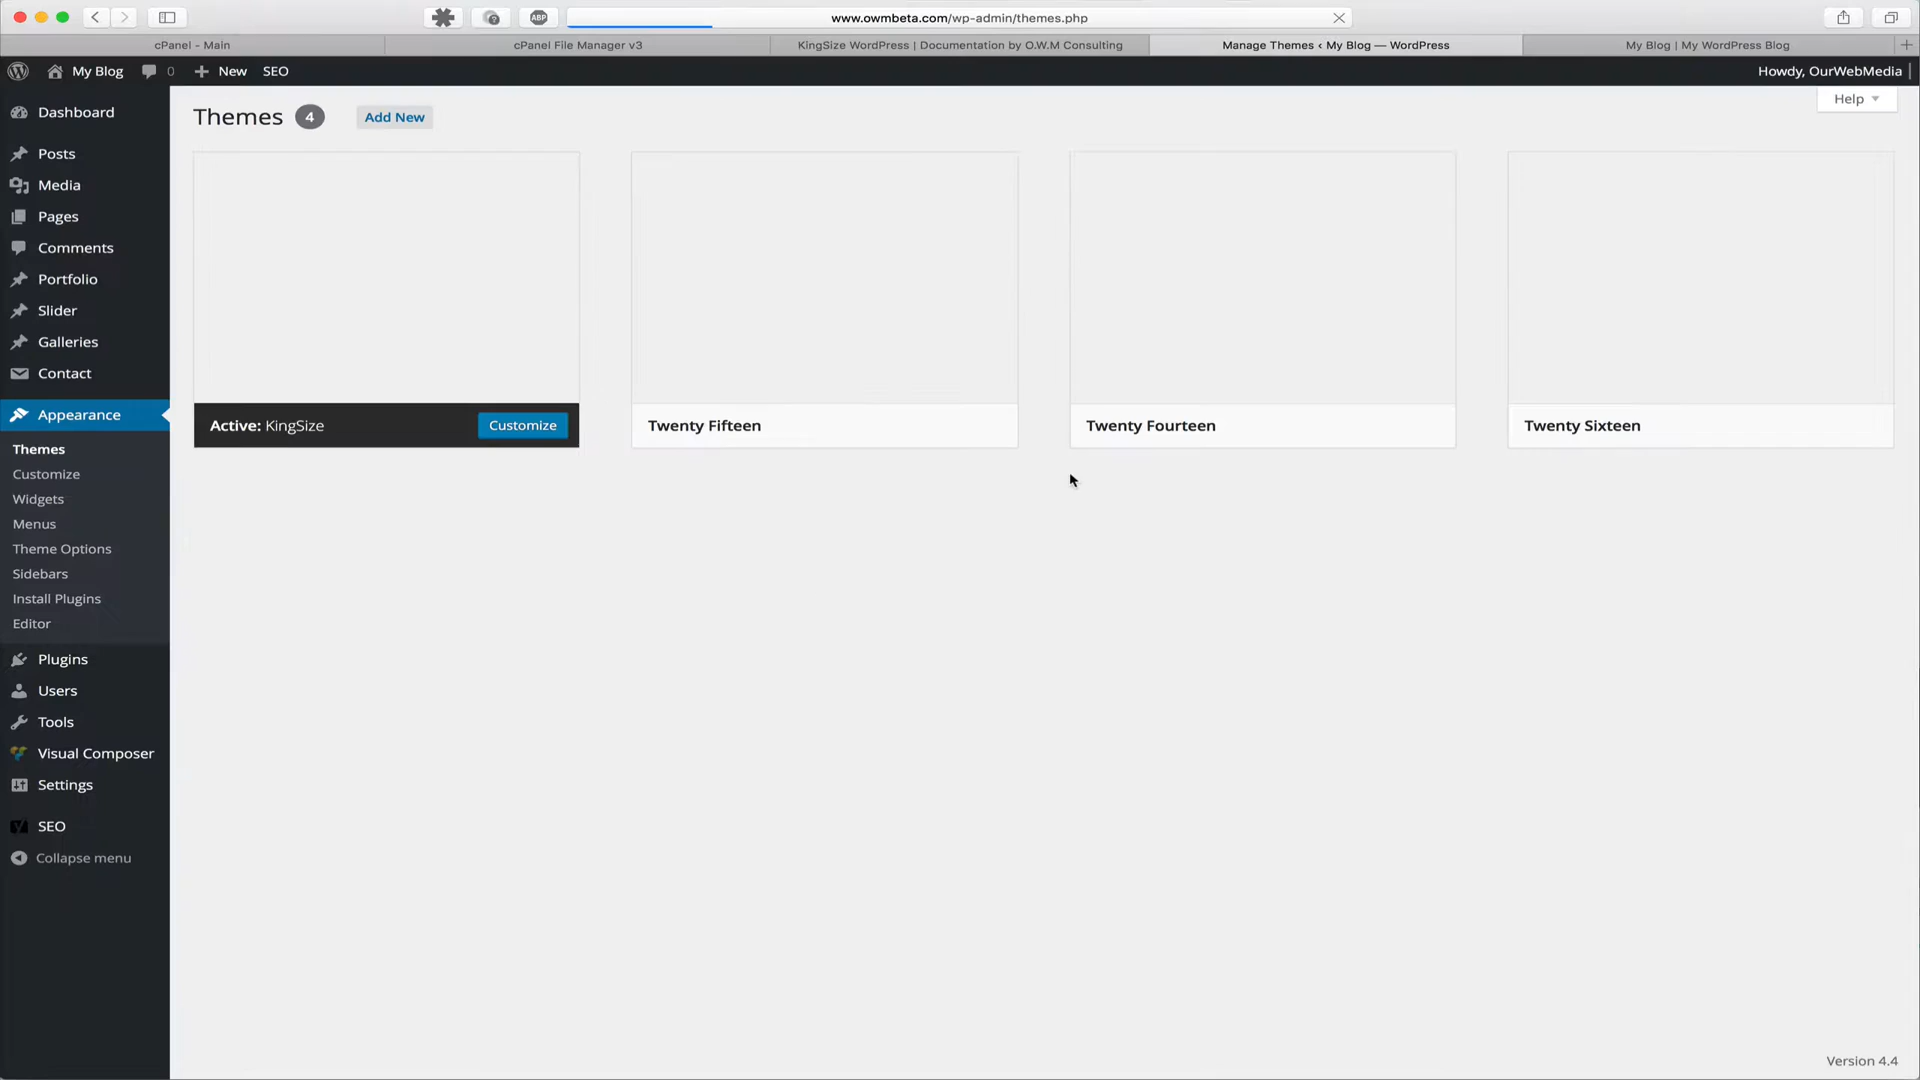 ABP
www.owmbeta.com/wp-admin/themes.php
cPanel - Main
cPanel File Manager v3
KingSize WordPress | Documentation by O.W.M Consulting
Manage Themes ‹ My Blog — WordPress
My Blog | My WordPress Blog
My Blog
0
New
SEO
Howdy, OurWebMedia
Help
Themes 4
Add New
Dashboard
Posts
Media
Pages
Comments
Portfolio
Slider
Galleries
Contact
Appearance
Themes
Customize
Widgets
Menus
Theme Options
Sidebars
Install Plugins
Editor
Plugins
Users
Tools
Visual Composer
Settings
SEO
Collapse menu
Active: KingSize
Customize
Twenty Fifteen
Twenty Fourteen
Twenty Sixteen
Version 4.4